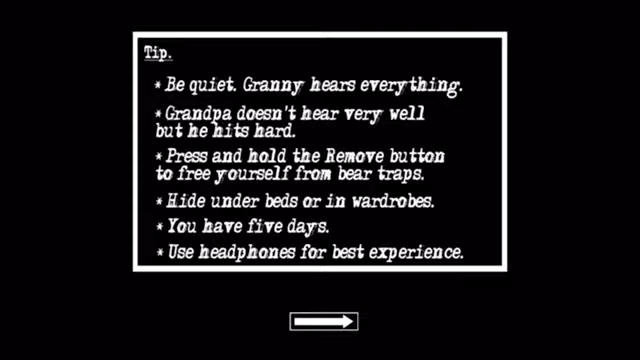 Tip.
* Be quiet. Granny hears everything.
* Grandpa doesn't hear very well
but he hits hard.
* Press and hold the Remove button
to free yourself from bear traps.
* Hide under beds or in wardrobes.
* You have five days.
* Use headphones for best experience.